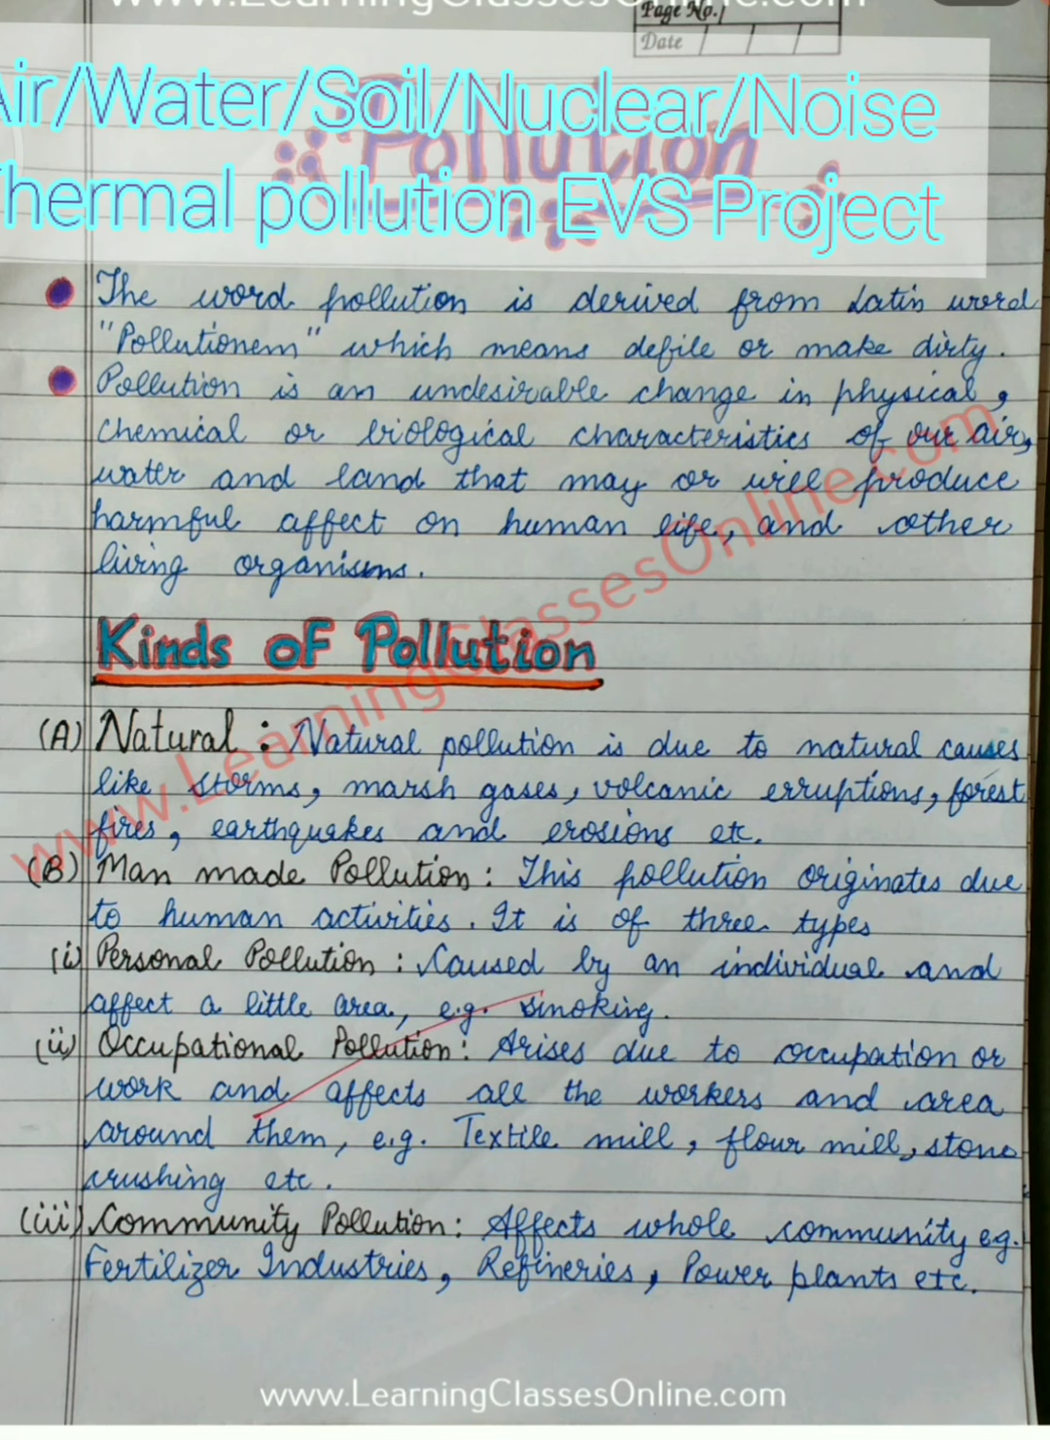 www.LearningClassesOnline.com
Page No.
Date
Air/Water/Soil/Nuclear/Noise
Thermal pollution EVS Project
Pollution
The word pollution is derived from Latin word
"Pollutionem" which means defile or make dirty.
Pollution is an undesirable change in physical,
chemical or biological characteristics of our air,
water and land that may or will produce
harmful affect on human life, and other
living organisms.
www.LearningClassesOnline.com
Kinds of Pollution
(A) Natural : Natural pollution is due to natural causes
like storms, marsh gases, volcanic erruptions, forest
fires, earthquakes and erosions etc.
(B) Man made Pollution : This pollution originates due
to human activities. It is of three types
(i) Personal Pollution : Caused by an individual and
affect a little area, e.g. smoking.
(ii) Occupational Pollution : Arises due to occupation or
work and affects all the workers and area
around them, e.g. Textile mill, flour mill, stone
crushing etc.
(iii) Community Pollution : Affects whole community eg.
Fertilizer Industries, Refineries, Power plants etc.
www.LearningClassesOnline.com